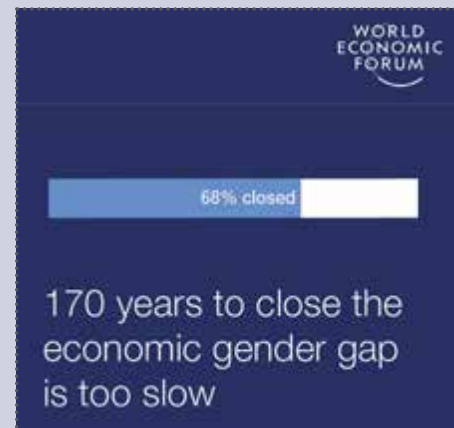 WORLD
ECONOMIC
FORUM
68% closed
170 years to close the
economic gender gap
is too slow